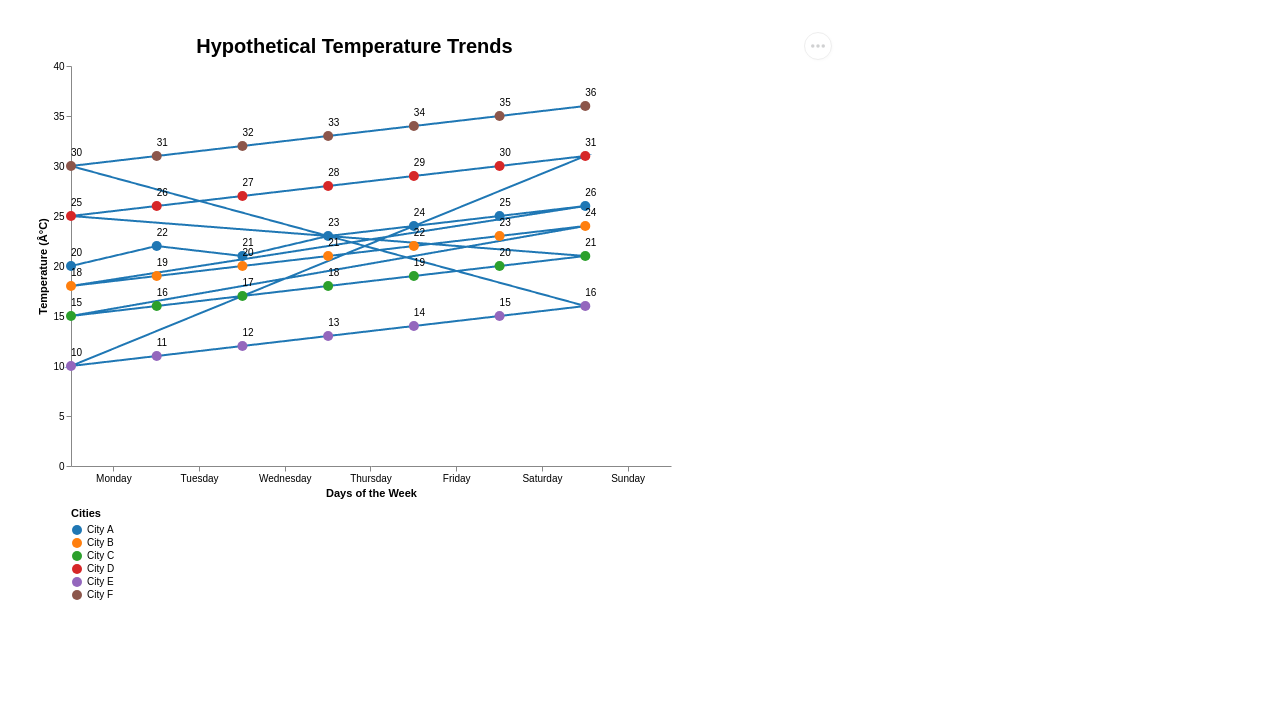 Hypothetical Temperature Trends
40
35
30
25
20
15
10
5
0
Temperature (Â°C)
30 31 32 33 34 35 36
25 26 27 28 29 30 31
20 22 21 23 24 25 26
18 19 20 21 22 23 24
15 16 17 18 19 20 21
10 11 12 13 14 15 16
Monday Tuesday Wednesday Thursday Friday Saturday Sunday
Days of the Week
Cities
City A
City B
City C
City D
City E
City F